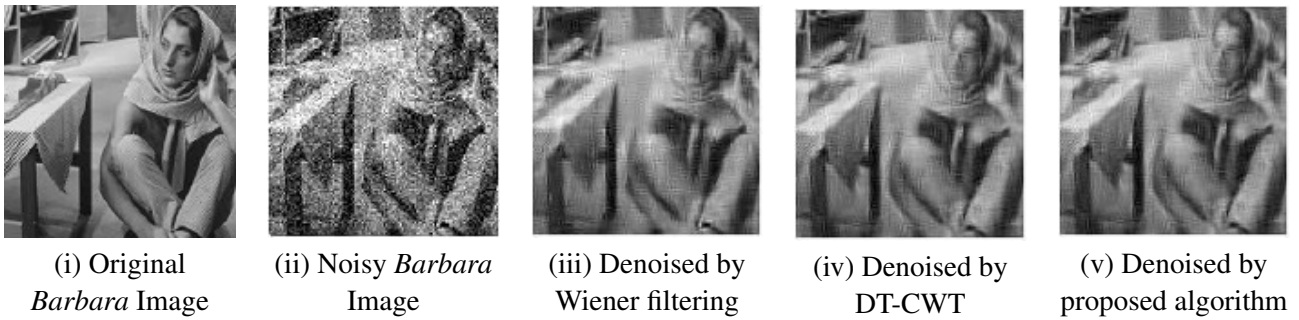 (i) Original
Barbara Image
(ii) Noisy Barbara
Image
(iii) Denoised by
Wiener filtering
(iv) Denoised by
DT-CWT
(v) Denoised by
proposed algorithm